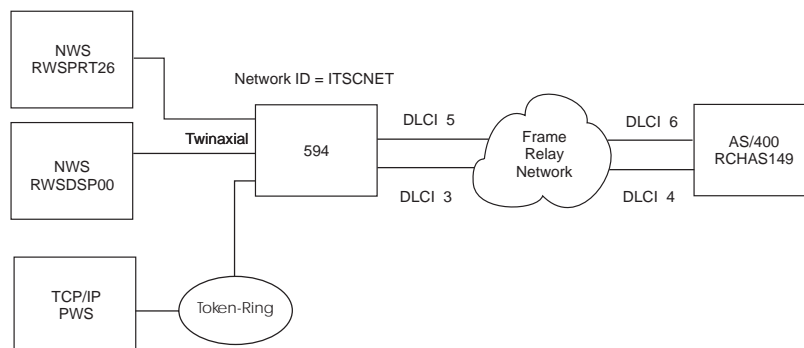 NWS
RWSPRT26
Network ID = ITSCNET
Twinaxial
NWS
RWSDSP00
594
DLCI 5
DLCI 3
Frame
Relay
Network
DLCI 6
DLCI 4
AS/400
RCHAS149
TCP/IP
PWS
Token-Ring